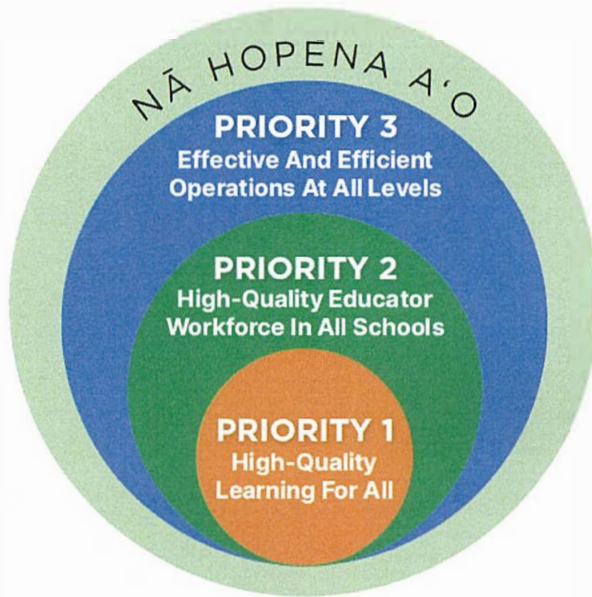 NĀ HOPENA AʻO
PRIORITY 3
Effective And Efficient
Operations At All Levels
PRIORITY 2
High-Quality Educator
Workforce In All Schools
PRIORITY 1
High-Quality
Learning For All